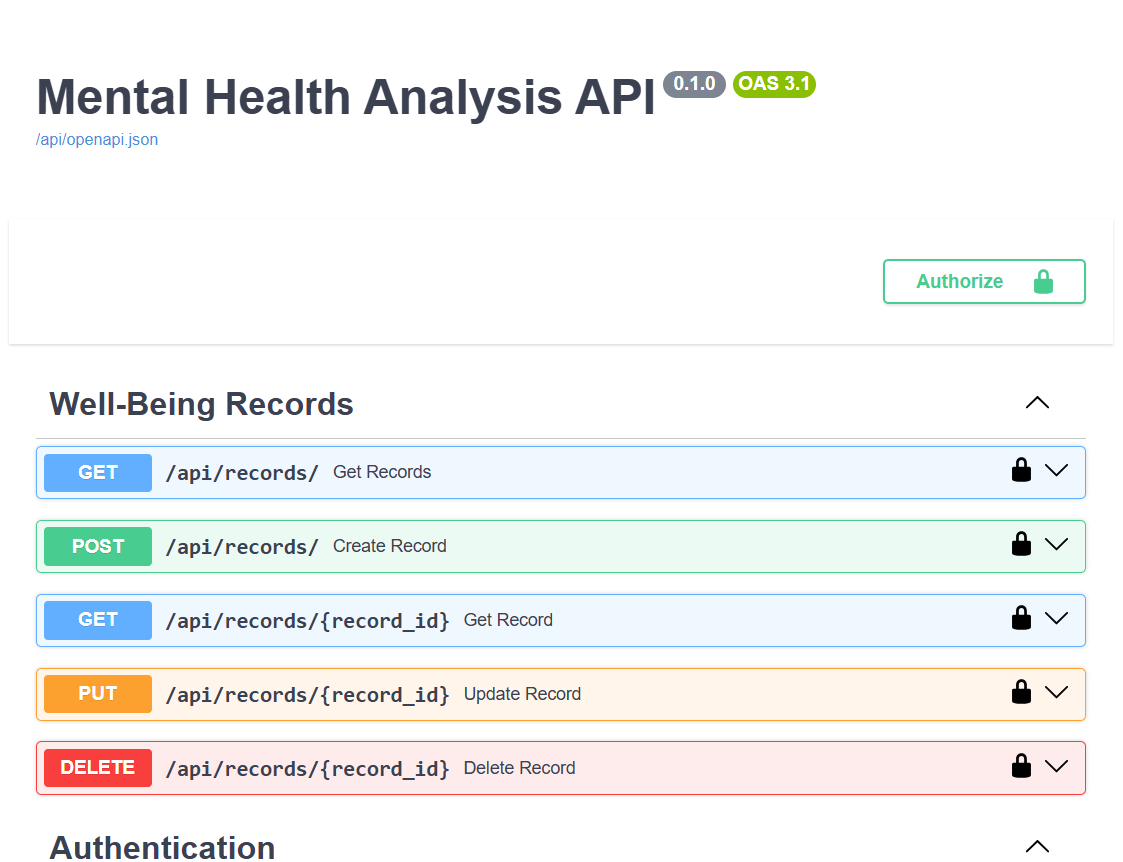 Mental Health Analysis API 0.1.0 OAS 3.1
/api/openapi.json
Authorize
Well-Being Records
GET /api/records/ Get Records
POST /api/records/ Create Record
GET /api/records/{record_id} Get Record
PUT /api/records/{record_id} Update Record
DELETE /api/records/{record_id} Delete Record
Authentication